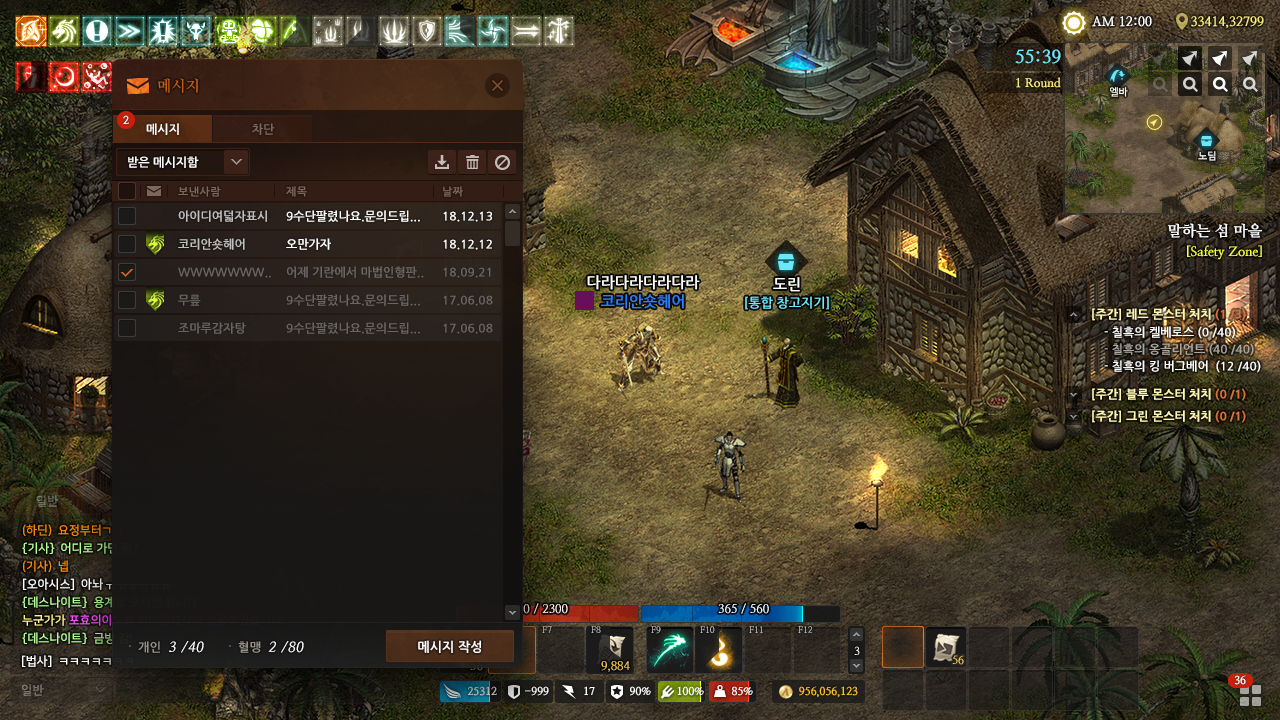 AM 12:00
33414,32799
55:39
1 Round
엘바
노딤
말하는 섬 마을
[Safety Zone]
메시지
2
메시지
차단
받은 메시지함
보낸사람 제목 날짜
아이디여덟자표시 9수단팔렸나요,문의드립... 18.12.13
코리안숏헤어 오만가자 18.12.12
WWWWWWW.. 어제 기란에서 마법인형판.. 18.09.21
무릎 9수단팔렸나요,문의드립... 17.06.08
조마루감자탕 9수단팔렸나요,문의드립... 17.06.08
다라다라다라다라
코리안숏헤어
도린
[통합 창고지기]
[주간] 레드 몬스터 처치 (1/3)
- 칠흑의 켈베로스 (0 /40)
- 칠흑의 옹골리언트 (40 /40)
- 칠흑의 킹 버그베어 (12 /40)
[주간] 블루 몬스터 처치 (0 /1)
[주간] 그린 몬스터 처치 (0 /1)
일반
(하딘) 요정부터
{기사} 어디로 가
(기사) 넵
[오아시스] 아놔
{데스나이트} 용
누군가가 포효의이
{데스나이트} 금
[법사] ㅋㅋㅋㅋㅋㅋㅋ
일반
· 개인 3 /40 · 혈맹 2 /80
메시지 작성
0 / 2300
365 / 560
F7 F8 F9 F10 F11 F12
9,884
3
56
25312 -999 17 90% 100% 85% 956,056,123
36